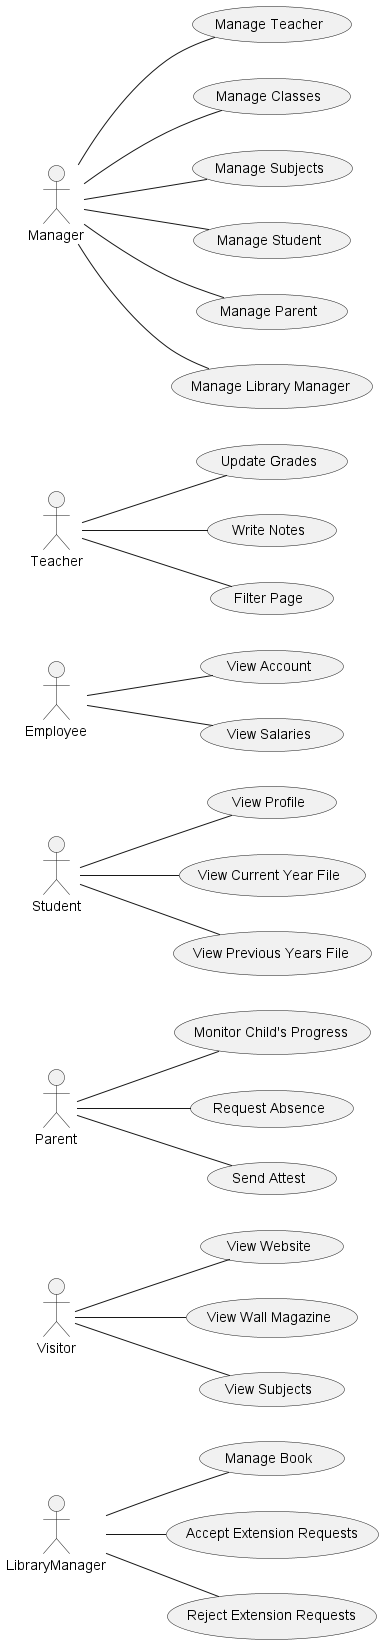 Manage Teacher
Manage Classes
Manage Subjects
Manage Student
Manager
Manage Parent
Manage Library Manager
Update Grades
Write Notes
Teacher
Filter Page
View Account
Employee
View Salaries
View Profile
View Current Year File
Student
View Previous Years File
Monitor Child's Progress
Request Absence
Parent
Send Attest
View Website
View Wall Magazine
Visitor
View Subjects
Manage Book
Accept Extension Requests
LibraryManager
Reject Extension Requests